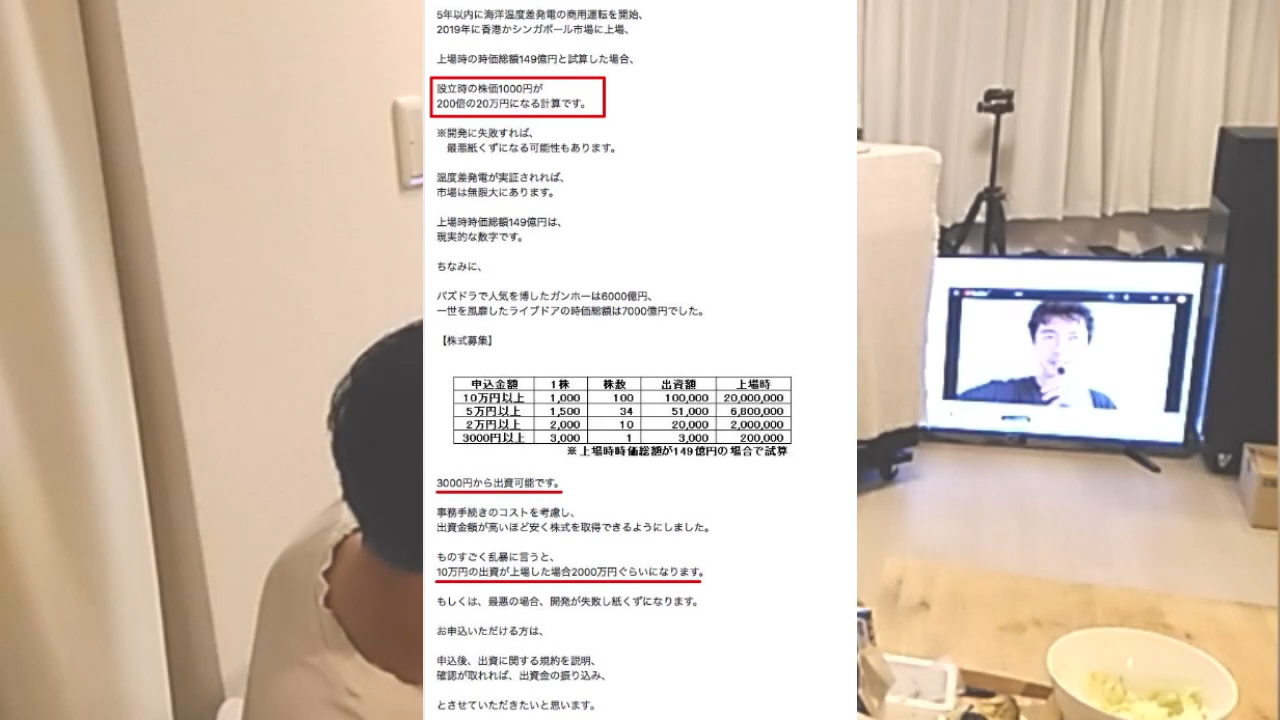 5年以内に海洋温度差発電の商用運転を開始、
2019年に香港かシンガポール市場に上場、
上場時の時価総額149億円と試算した場合、
設立時の株価1000円が
200倍の20万円になる計算です。
※開発に失敗すれば、
最悪紙くずになる可能性もあります。
温度差発電が実証されれば、
市場は無限大にあります。
上場時時価総額149億円は、
現実的な数字です。
ちなみに、
パズドラで人気を博したガンホーは6000億円、
一世を風靡したライブドアの時価総額は7000億円でした。
【株式募集】
申込金額 1株 株数 出資額 上場時
10万円以上 1,000 100 100,000 20,000,000
5万円以上 1,500 34 51,000 6,800,000
2万円以上 2,000 10 20,000 2,000,000
3000円以上 3,000 1 3,000 200,000
※上場時時価総額が149億円の場合で試算
3000円から出資可能です。
事務手続きのコストを考慮し、
出資金額が高いほど安く株式を取得できるようにしました。
ものすごく乱暴に言うと、
10万円の出資が上場した場合2000万円ぐらいになります。
もしくは、最悪の場合、開発が失敗し紙くずになります。
お申込いただける方は、
申込後、出資に関する規約を説明、
確認が取れれば、出資金の振り込み、
とさせていただきたいと思います。